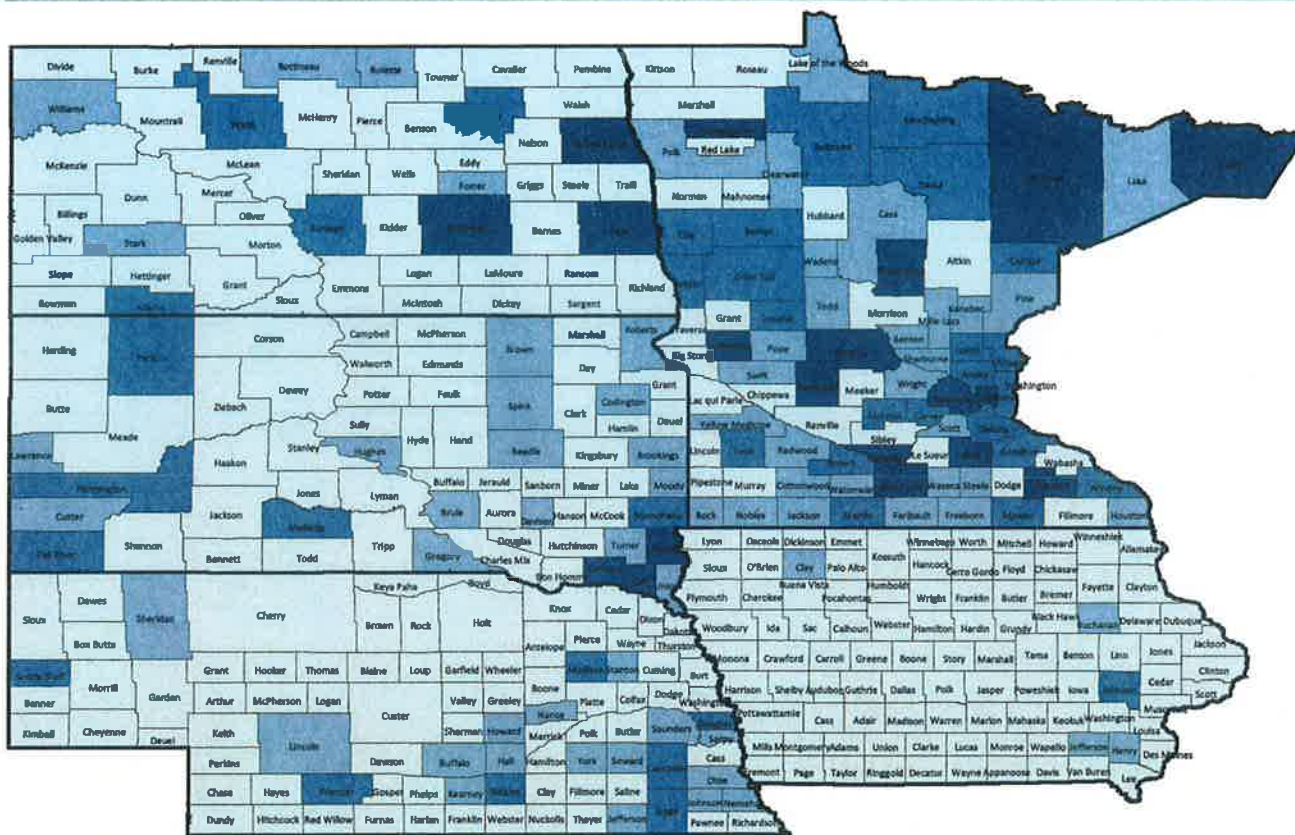 Divide
Burke
Renville
Bottineau
Rolette
Towner
Cavalier
Pembina
Kittson
Roseau
Lake of the Woods
Williams
Mountrail
McHenry
Pierce
Benson
Walsh
Marshall
Nelson
Polk
Red Lake
McKenzie
McLean
Sheridan
Wells
Eddy
Foster
Griggs
Steele
Traill
Norman
Mahnomen
Clearwater
Dunn
Mercer
Oliver
Billings
Golden Valley
Stark
Morton
Burleigh
Kidder
Barnes
Cass
Clay
Becker
Hubbard
Cass
Wadena
Aitkin
Carlton
Lake
Slope
Hettinger
Grant
Sioux
Emmons
Logan
LaMoure
Ransom
Richland
Bowman
Adams
McIntosh
Dickey
Sargent
Otter Tail
Todd
Morrison
Mille Lacs
Kanabec
Pine
Grant
Harding
Perkins
Corson
Campbell
McPherson
Brown
Marshall
Roberts
Traverse
Big Stone
Pope
Benton
Sherburne
Walworth
Edmunds
Day
Butte
Ziebach
Dewey
Potter
Faulk
Spink
Clark
Codington
Grant
Swift
Meeker
Wright
Washington
Meade
Sully
Hamlin
Deuel
Lac qui Parle
Chippewa
Yellow Medicine
Renville
Sibley
Scott
Lawrence
Haakon
Stanley
Hughes
Hyde
Hand
Beadle
Kingsbury
Brookings
Lincoln
Redwood
Le Sueur
Wabasha
Pennington
Jones
Lyman
Buffalo
Jerauld
Sanborn
Miner
Lake
Moody
Pipestone
Murray
Cottonwood
Watonwan
Waseca
Steele
Dodge
Custer
Jackson
Brule
Aurora
Davison
Hanson
McCook
Minnehaha
Rock
Nobles
Jackson
Martin
Faribault
Freeborn
Mower
Fillmore
Houston
Fall River
Shannon
Bennett
Mellette
Todd
Tripp
Gregory
Charles Mix
Douglas
Hutchinson
Turner
Bon Homme
Lyon
Osceola
Dickinson
Emmet
Kossuth
Winnebago
Worth
Mitchell
Howard
Winneshiek
Allamakee
Sioux
O'Brien
Clay
Palo Alto
Hancock
Cerro Gordo
Floyd
Chickasaw
Sioux
Dawes
Sheridan
Cherry
Keya Paha
Boyd
Knox
Cedar
Dixon
Dakota
Plymouth
Cherokee
Buena Vista
Pocahontas
Humboldt
Wright
Franklin
Butler
Bremer
Fayette
Clayton
Box Butte
Brown
Rock
Holt
Antelope
Pierce
Wayne
Thurston
Woodbury
Ida
Sac
Calhoun
Webster
Hamilton
Hardin
Grundy
Black Hawk
Buchanan
Delaware
Dubuque
Scotts Bluff
Morrill
Garden
Grant
Hooker
Thomas
Blaine
Loup
Garfield
Wheeler
Madison
Stanton
Cuming
Burt
Monona
Crawford
Carroll
Greene
Boone
Story
Marshall
Tama
Benton
Linn
Jones
Jackson
Clinton
Banner
Arthur
McPherson
Logan
Custer
Valley
Greeley
Boone
Platte
Colfax
Dodge
Washington
Harrison
Shelby
Audubon
Guthrie
Dallas
Polk
Jasper
Poweshiek
Iowa
Johnson
Cedar
Scott
Kimball
Cheyenne
Deuel
Keith
Lincoln
Sherman
Howard
Nance
Merrick
Polk
Butler
Saunders
Sarpy
Pottawattamie
Cass
Adair
Madison
Warren
Marion
Mahaska
Keokuk
Washington
Louisa
Perkins
Dawson
Buffalo
Hall
Hamilton
York
Seward
Cass
Mills
Montgomery
Adams
Union
Clarke
Lucas
Monroe
Wapello
Jefferson
Henry
Des Moines
Chase
Hayes
Frontier
Gosper
Phelps
Kearney
Adams
Clay
Fillmore
Saline
Otoe
Fremont
Page
Taylor
Ringgold
Decatur
Wayne
Appanoose
Davis
Van Buren
Lee
Dundy
Hitchcock
Red Willow
Furnas
Harlan
Franklin
Webster
Nuckolls
Thayer
Jefferson
Gage
Johnson
Nemaha
Pawnee
Richardson